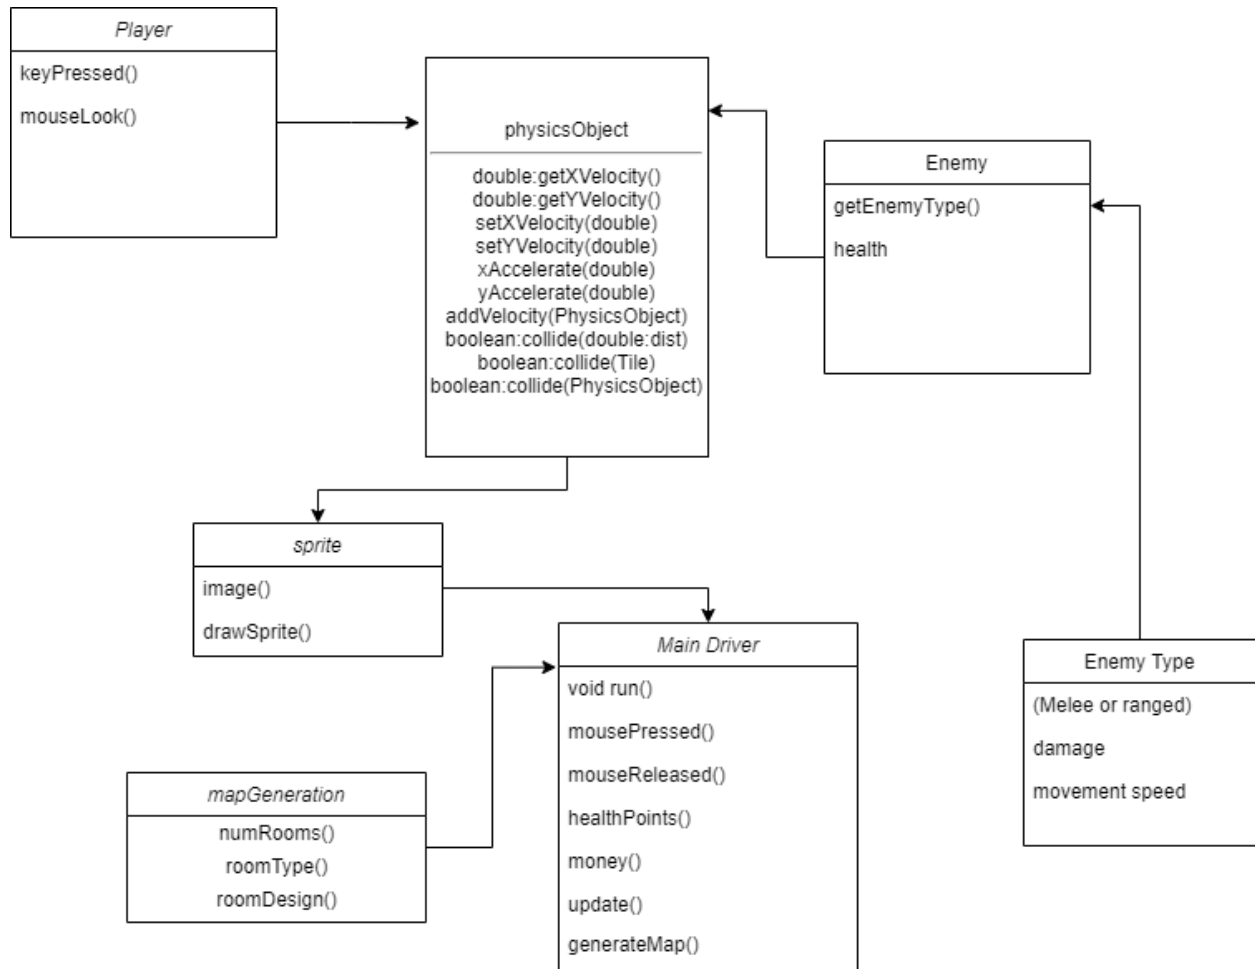 Player
keyPressed()
mouseLook()
physicsObject
double:getXVelocity()
double:getYVelocity()
setXVelocity(double)
setYVelocity(double)
xAccelerate(double)
yAccelerate(double)
addVelocity(PhysicsObject)
boolean:collide(double:dist)
boolean:collide(Tile)
boolean:collide(PhysicsObject)
Enemy
getEnemyType()
health
sprite
image()
drawSprite()
Main Driver
void run()
mousePressed()
mouseReleased()
healthPoints()
money()
update()
generateMap()
Enemy Type
(Melee or ranged)
damage
movement speed
mapGeneration
numRooms()
roomType()
roomDesign()